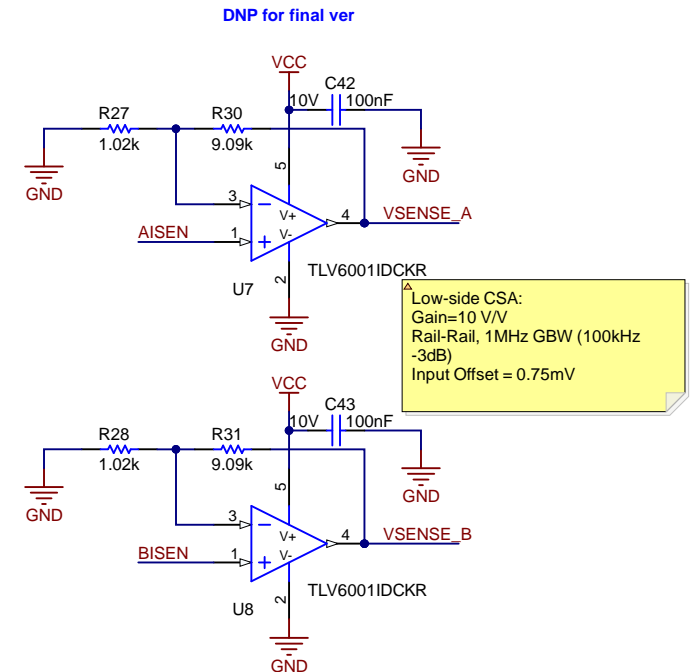 DNP for final ver
VCC
C42
10V 100nF
GND
R27
1.02k
R30
9.09k
GND
5
3
V+
4
VSENSE_A
AISEN
1
V-
2
TLV6001IDCKR
U7
GND
Low-side CSA:
Gain=10 V/V
Rail-Rail, 1MHz GBW (100kHz
-3dB)
Input Offset = 0.75mV
VCC
C43
10V 100nF
GND
R28
1.02k
R31
9.09k
GND
5
3
V+
4
VSENSE_B
BISEN
1
V-
2
TLV6001IDCKR
U8
GND